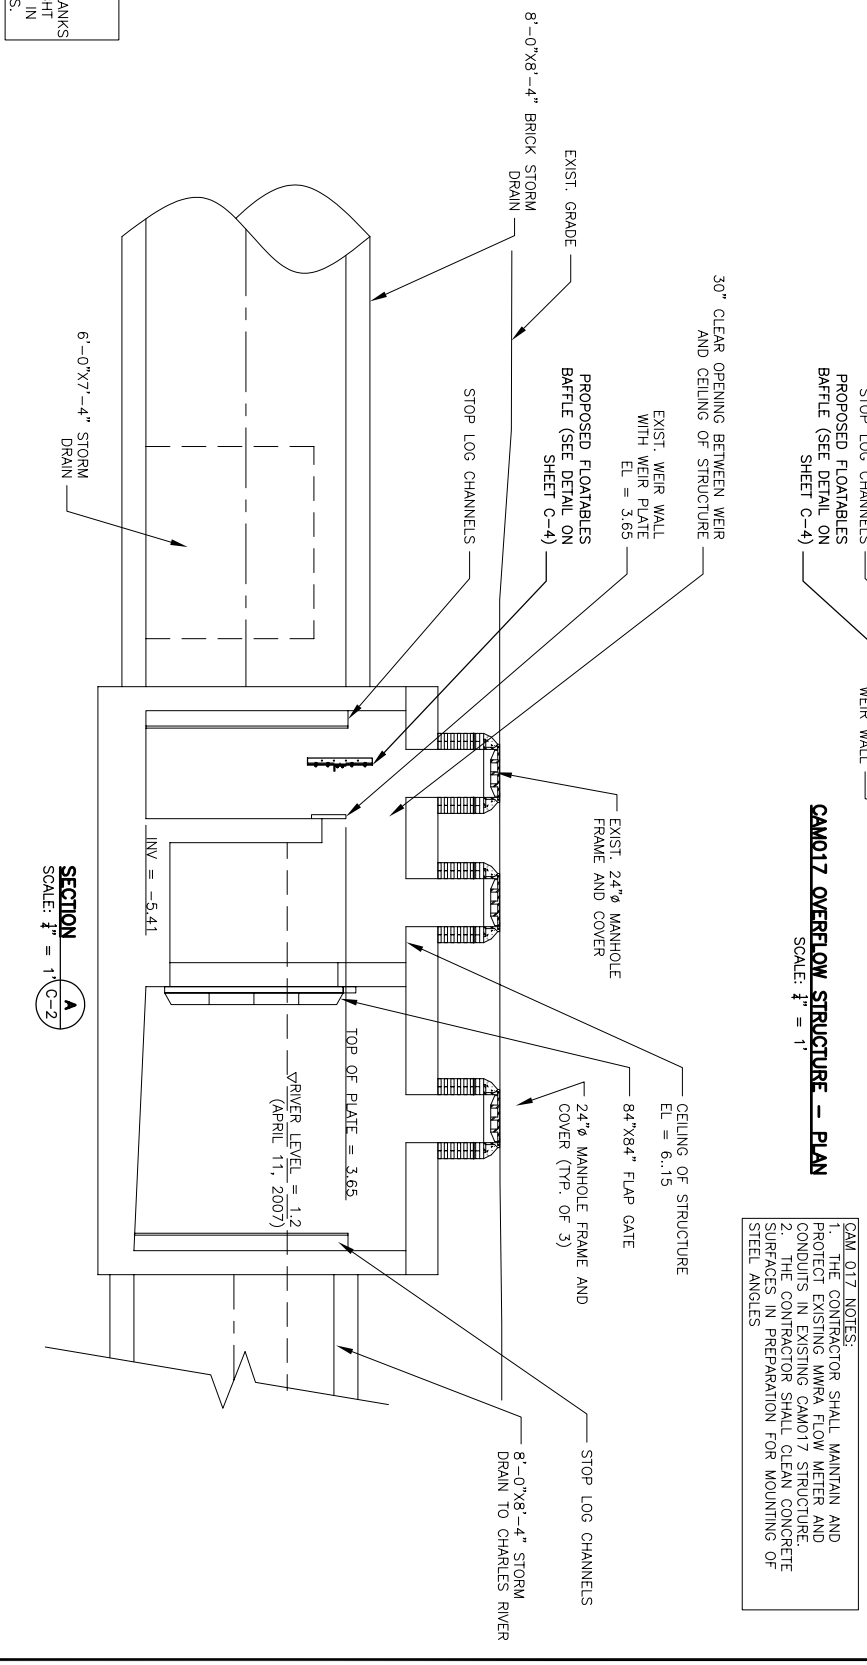 STOP LOG CHANNELS
PROPOSED FLOATABLES
BAFFLE (SEE DETAIL ON
SHEET C-4)
WEIR WALL
CAM017 OVERFLOW STRUCTURE – PLAN
SCALE: 1/4" = 1'
CAM 017 NOTES:
1. THE CONTRACTOR SHALL MAINTAIN AND
PROTECT EXISTING MWRA FLOW METER AND
CONDUITS IN EXISTING CAM017 STRUCTURE.
2. THE CONTRACTOR SHALL CLEAN CONCRETE
SURFACES IN PREPARATION FOR MOUNTING OF
STEEL ANGLES
30" CLEAR OPENING BETWEEN WEIR
AND CEILING OF STRUCTURE
EXIST. WEIR WALL
WITH WEIR PLATE
EL = 3.65
PROPOSED FLOATABLES
BAFFLE (SEE DETAIL ON
SHEET C-4)
STOP LOG CHANNELS
EXIST. GRADE
8'-0"X8'-4" BRICK STORM
DRAIN
6'-0"X7'-4" STORM
DRAIN
EXIST. 24"ø MANHOLE
FRAME AND COVER
CEILING OF STRUCTURE
EL = 6..15
84"X84" FLAP GATE
24"ø MANHOLE FRAME AND
COVER (TYP. OF 3)
STOP LOG CHANNELS
8'-0"X8'-4" STORM
DRAIN TO CHARLES RIVER
TOP OF PLATE = 3.65
RIVER LEVEL = 1.2
(APRIL 11, 2007)
INV = -5.41
SECTION
SCALE: 1/4" = 1'
A
C-2
ANKS
HT
IN
S.